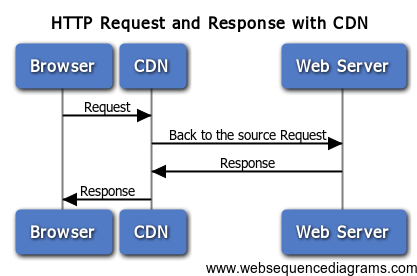 HTTP Request and Response with CDN
Browser CDN Web Server
Request
Back to the source Request
Response
Response
Browser CDN Web Server
www.websequencediagrams.com